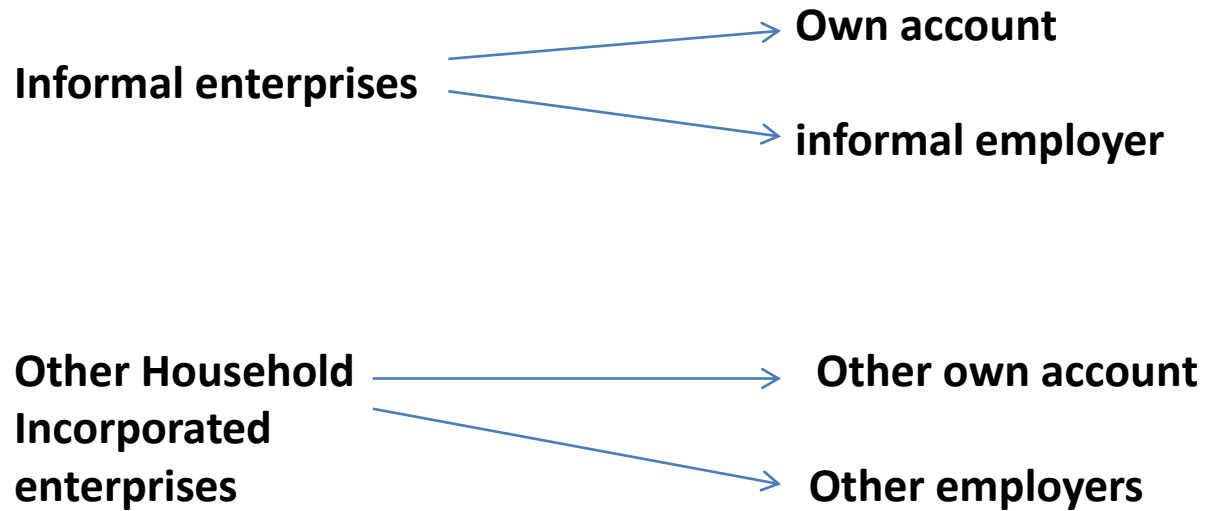 Own account
Informal enterprises
informal employer
Other Household
Incorporated
enterprises
Other own account
Other employers